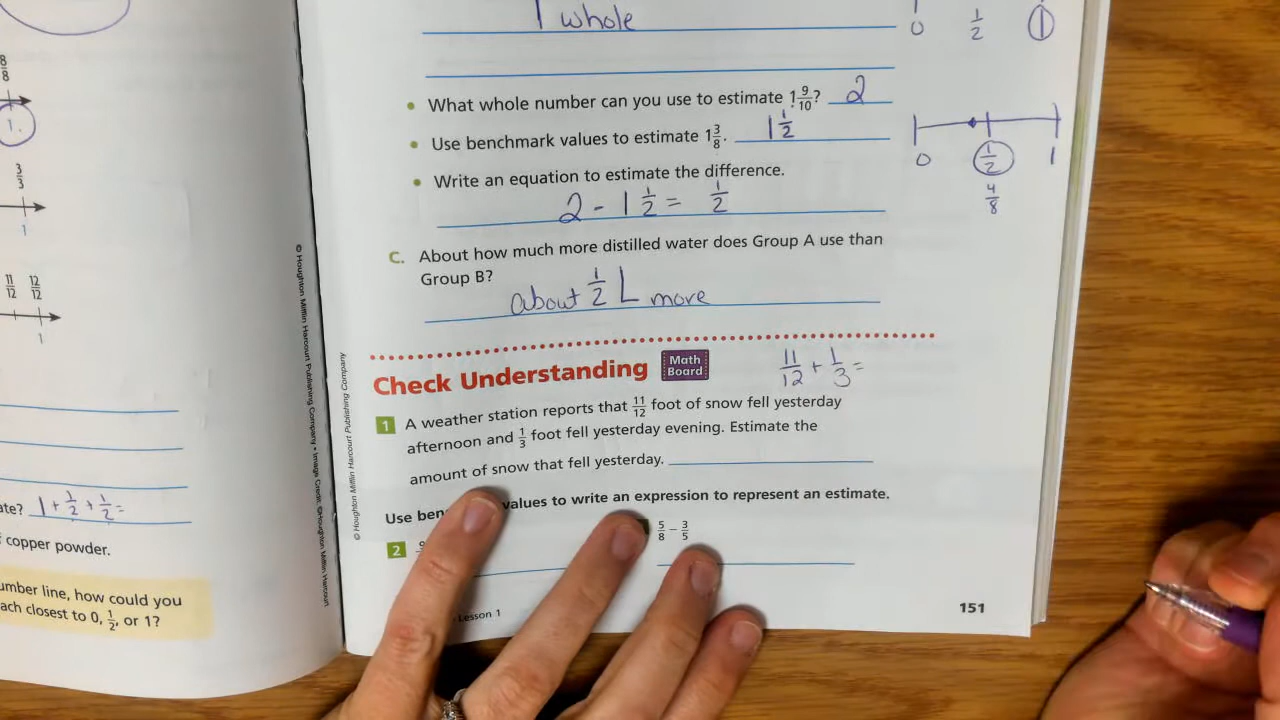 1 whole
0 1/2 1
8/8
1.
• What whole number can you use to estimate 1 9/10? 2
• Use benchmark values to estimate 1 3/8. 1 1/2
0 1/2 1
4/8
3/3
1
• Write an equation to estimate the difference.
2 - 1 1/2 = 1/2
C. About how much more distilled water does Group A use than
Group B?
about 1/2 L more
11/12 12/12
1
Check Understanding Math Board
11/12 + 1/3 =
1 A weather station reports that 11/12 foot of snow fell yesterday
afternoon and 1/3 foot fell yesterday evening. Estimate the
amount of snow that fell yesterday.
Use values to write an expression to represent an estimate.
2
5/8 - 3/5
Lesson 1
151
ate? 1 + 1/2 + 1/2 =
copper powder.
umber line, how could you
ach closest to 0, 1/2, or 1?
© Houghton Mifflin Harcourt Publishing Company • Image Credit: ©Houghton Mifflin Harcourt
© Houghton Mifflin Harcourt Publishing Company